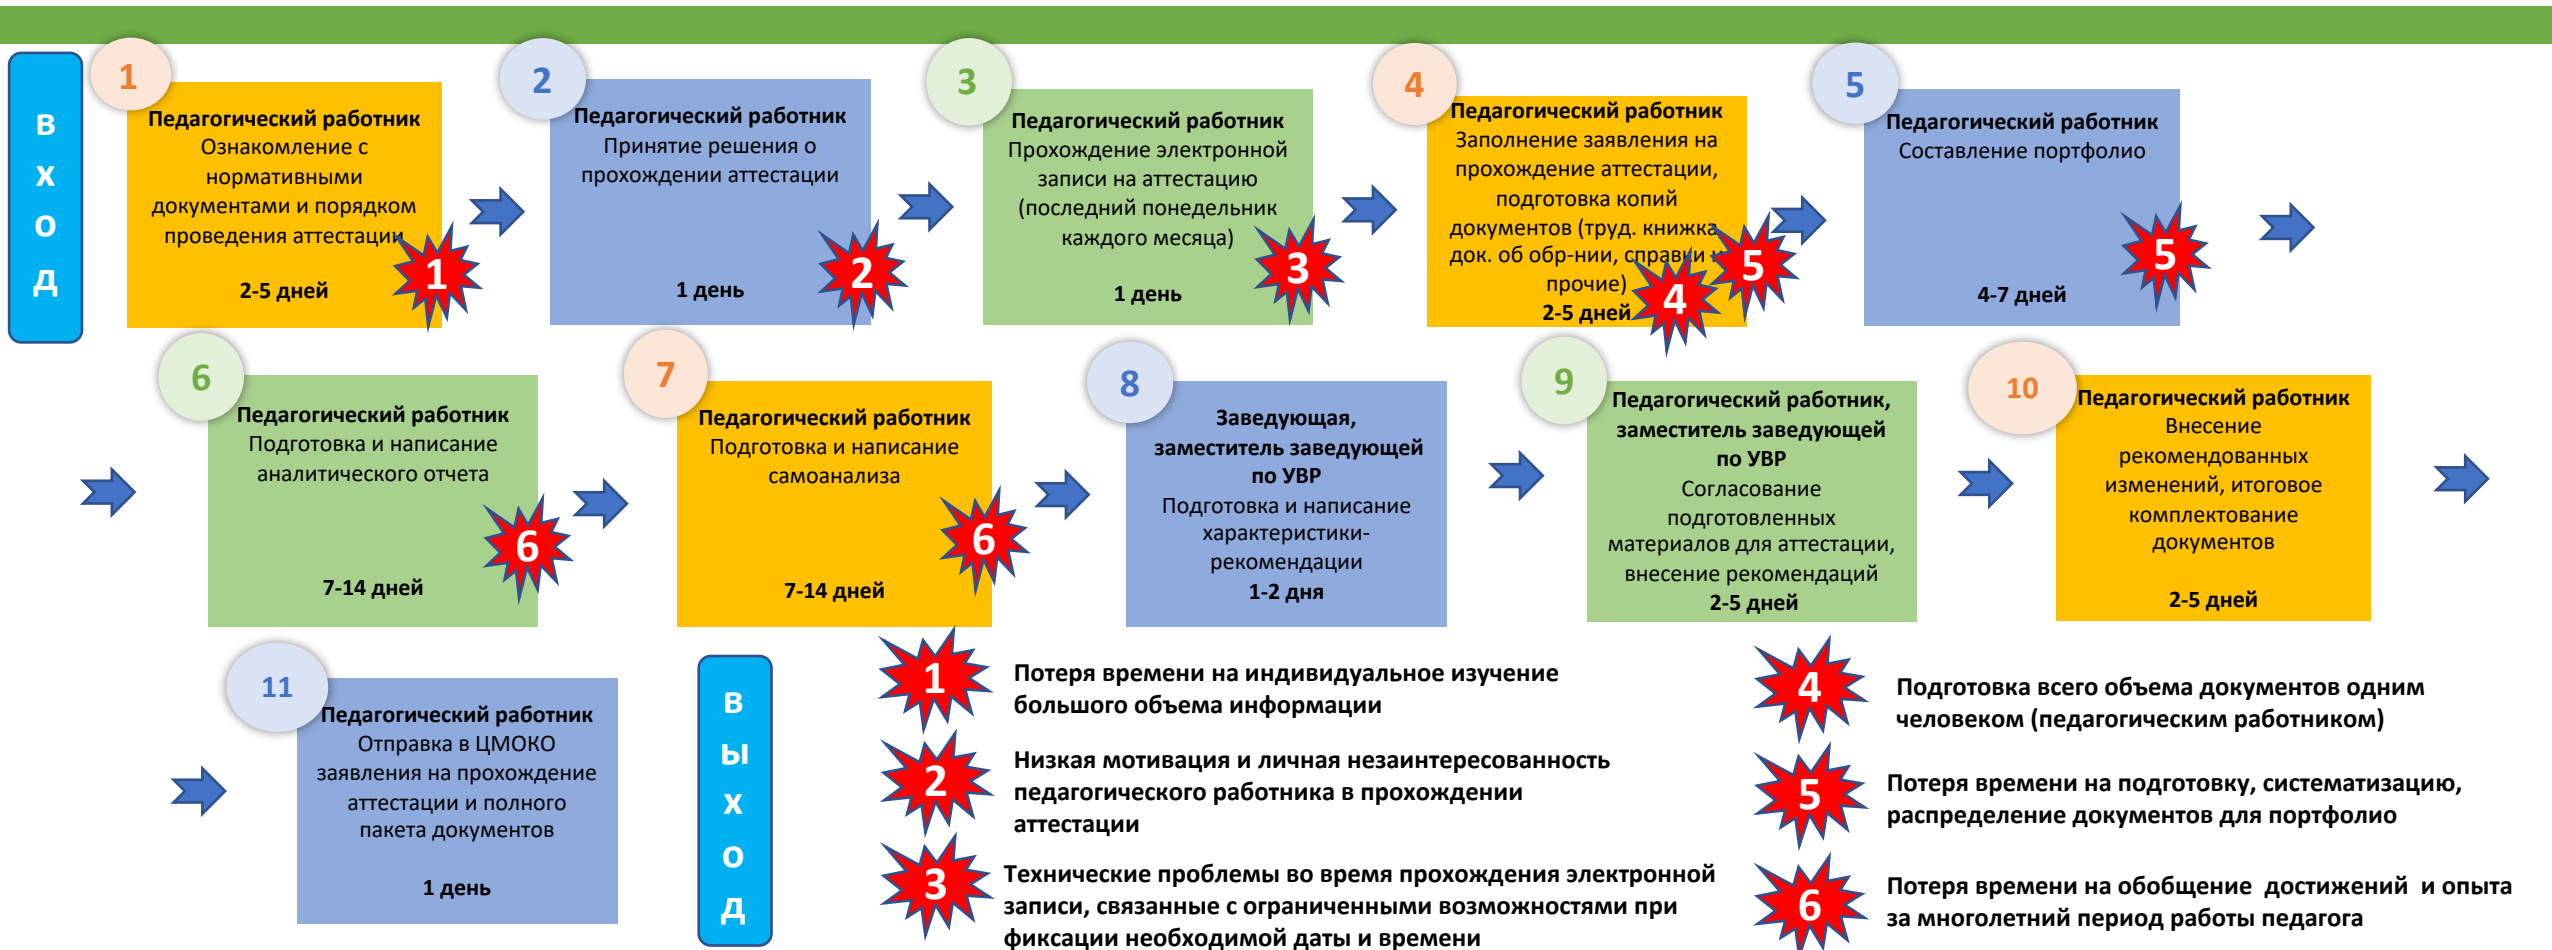 В
Х
О
Д
1
Педагогический работник
Ознакомление с
нормативными
документами и порядком
проведения аттестации
2-5 дней
1
2
Педагогический работник
Принятие решения о
прохождении аттестации
1 день
2
3
Педагогический работник
Прохождение электронной
записи на аттестацию
(последний понедельник
каждого месяца)
1 день
3
4
Педагогический работник
Заполнение заявления на
прохождение аттестации,
подготовка копий
документов (труд. книжка
док. об обр-нии, справки и
прочие)
2-5 дней
4
5
5
Педагогический работник
Составление портфолио
4-7 дней
5
6
Педагогический работник
Подготовка и написание
аналитического отчета
7-14 дней
6
7
Педагогический работник
Подготовка и написание
самоанализа
7-14 дней
6
8
Заведующая,
заместитель заведующей
по УВР
Подготовка и написание
характеристики-
рекомендации
1-2 дня
9
Педагогический работник,
заместитель заведующей
по УВР
Согласование
подготовленных
материалов для аттестации,
внесение рекомендаций
2-5 дней
10
Педагогический работник
Внесение
рекомендованных
изменений, итоговое
комплектование
документов
2-5 дней
11
Педагогический работник
Отправка в ЦМОКО
заявления на прохождение
аттестации и полного
пакета документов
1 день
В
Ы
Х
О
Д
1
Потеря времени на индивидуальное изучение
большого объема информации
2
Низкая мотивация и личная незаинтересованность
педагогического работника в прохождении
аттестации
3
Технические проблемы во время прохождения электронной
записи, связанные с ограниченными возможностями при
фиксации необходимой даты и времени
4
Подготовка всего объема документов одним
человеком (педагогическим работником)
5
Потеря времени на подготовку, систематизацию,
распределение документов для портфолио
6
Потеря времени на обобщение достижений и опыта
за многолетний период работы педагога